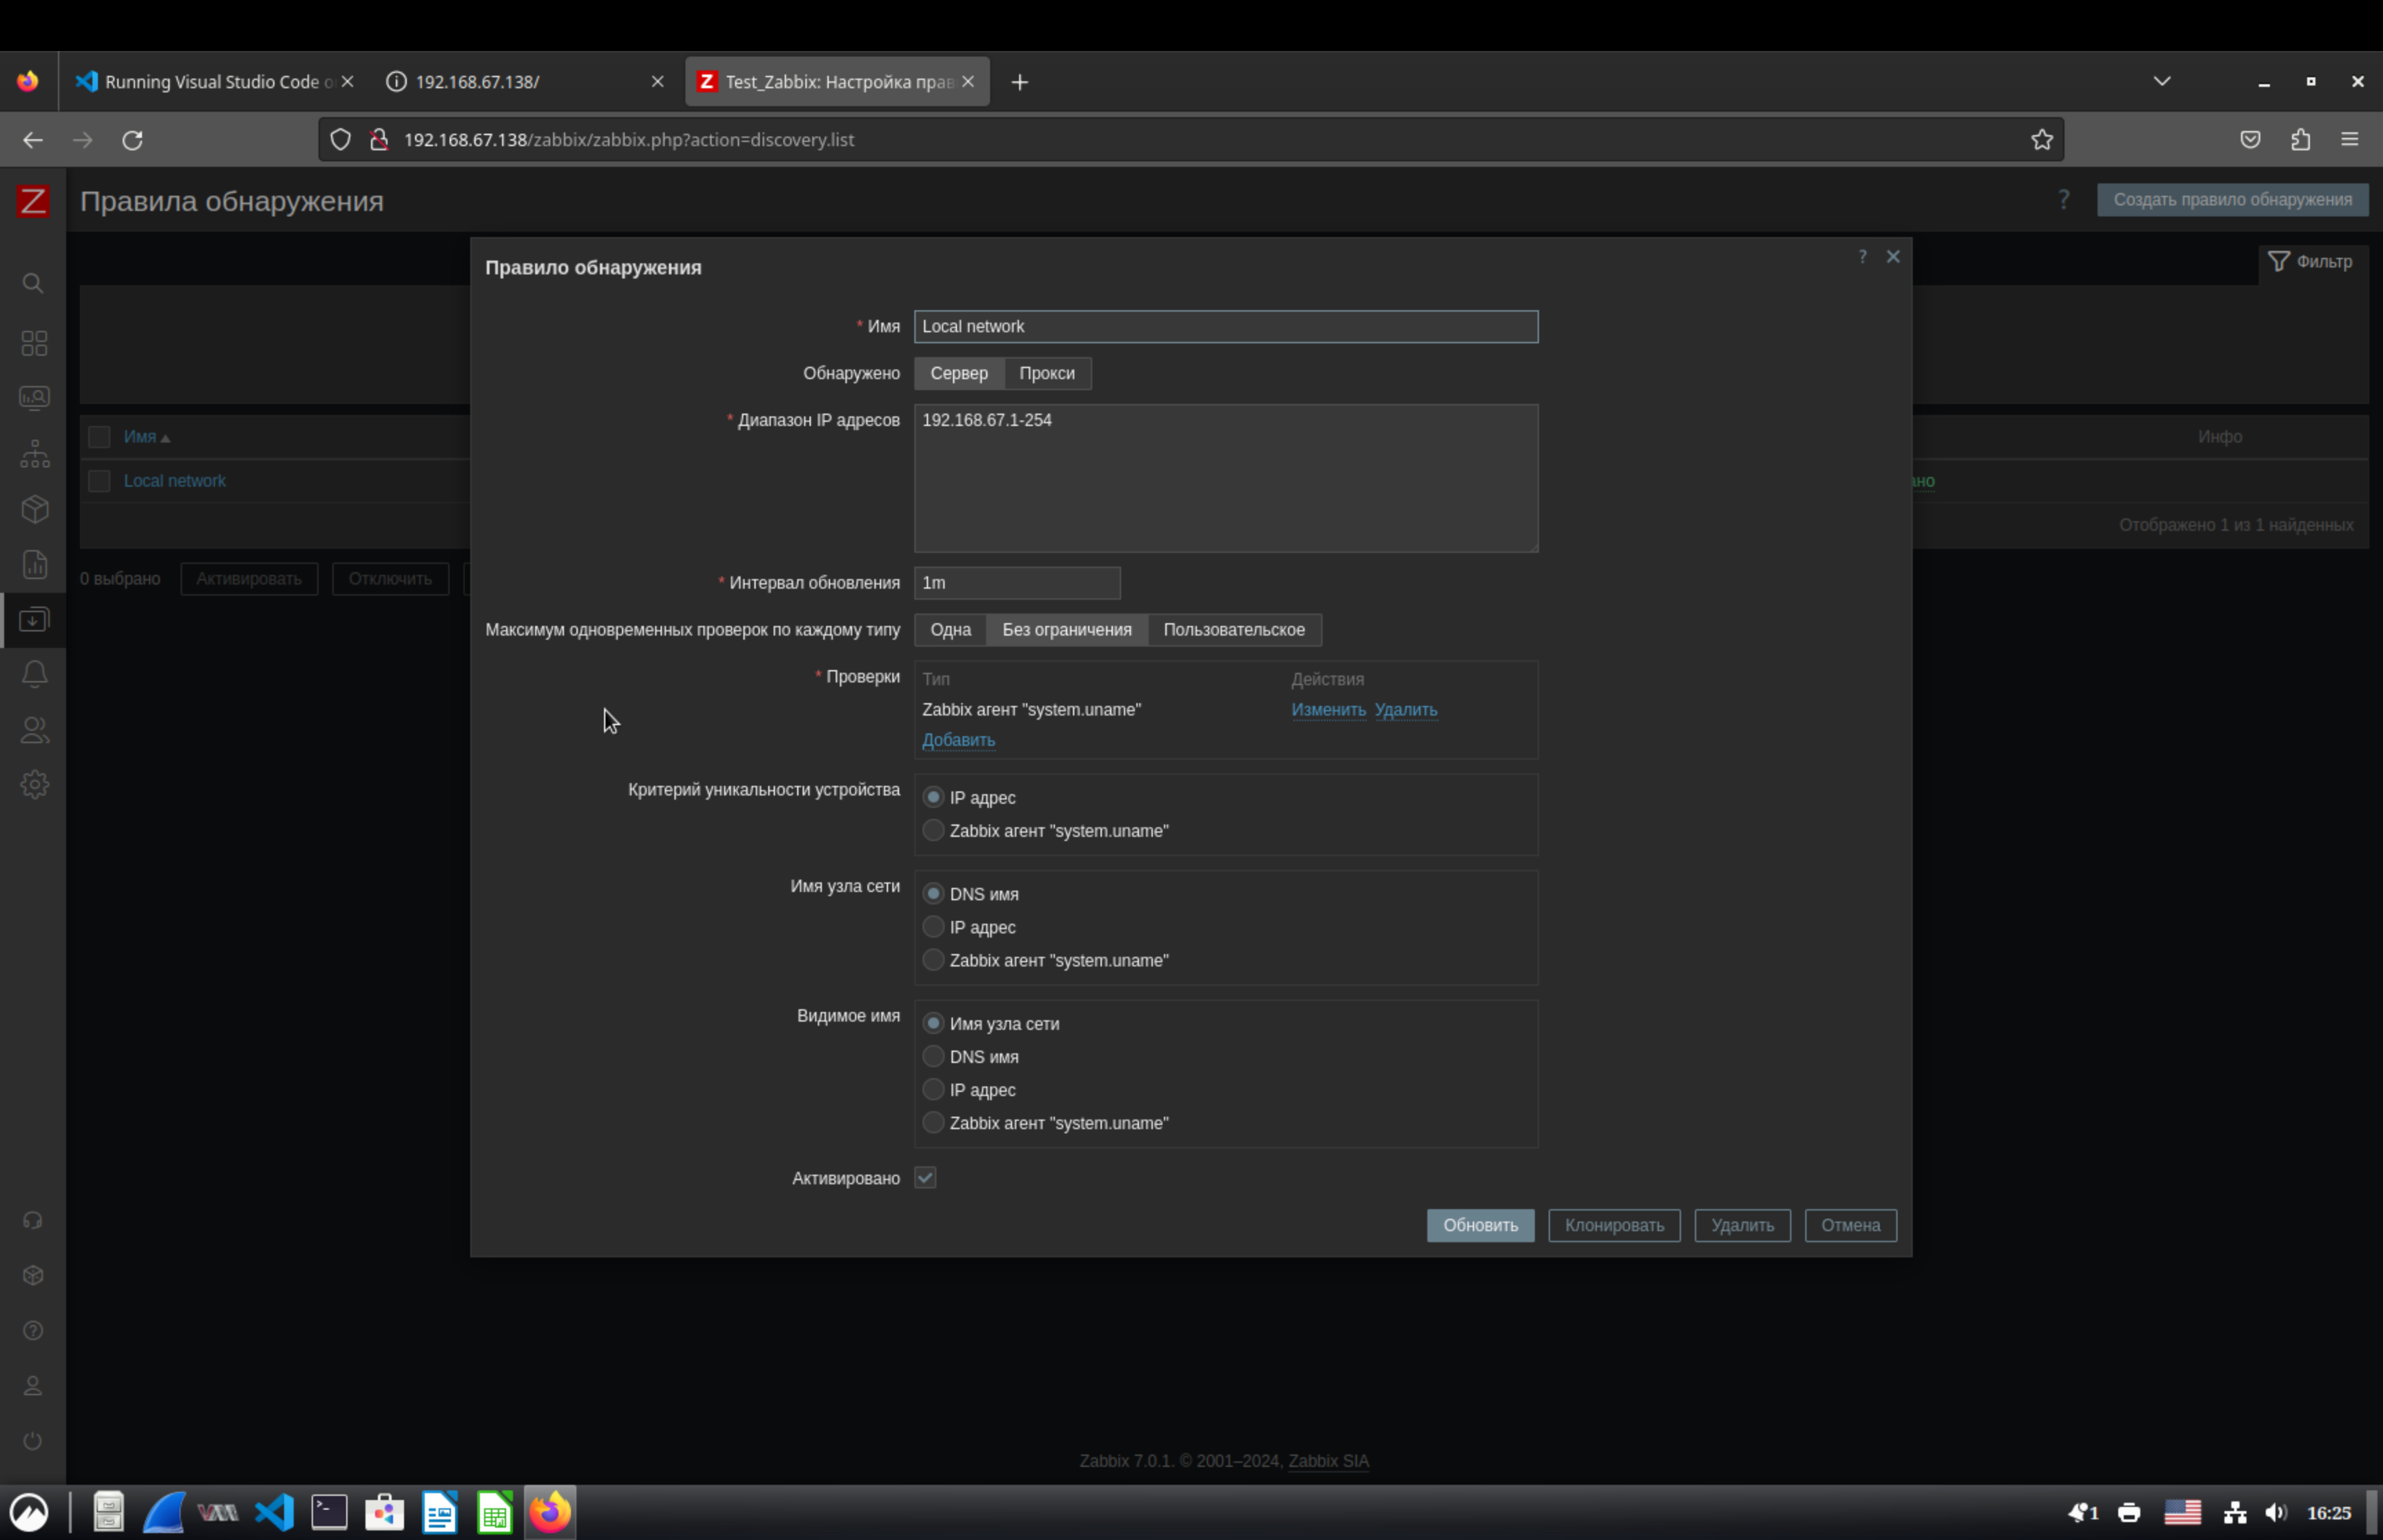 Running Visual Studio Code o
192.168.67.138/
Z Test_Zabbix: Настройка прав
192.168.67.138/zabbix/zabbix.php?action=discovery.list
Z Правила обнаружения
? Создать правило обнаружения
Фильтр
Правило обнаружения
?
* Имя Local network
Обнаружено Сервер Прокси
* Диапазон IP адресов 192.168.67.1-254
Имя
Инфо
Local network
но
Отображено 1 из 1 найденных
0 выбрано Активировать Отключить
* Интервал обновления 1m
Максимум одновременных проверок по каждому типу Одна Без ограничения Пользовательское
* Проверки Тип Действия
Zabbix агент "system.uname" Изменить Удалить
Добавить
Критерий уникальности устройства IP адрес
Zabbix агент "system.uname"
Имя узла сети DNS имя
IP адрес
Zabbix агент "system.uname"
Видимое имя Имя узла сети
DNS имя
IP адрес
Zabbix агент "system.uname"
Активировано
Обновить Клонировать Удалить Отмена
Zabbix 7.0.1. © 2001–2024, Zabbix SIA
1
16:25